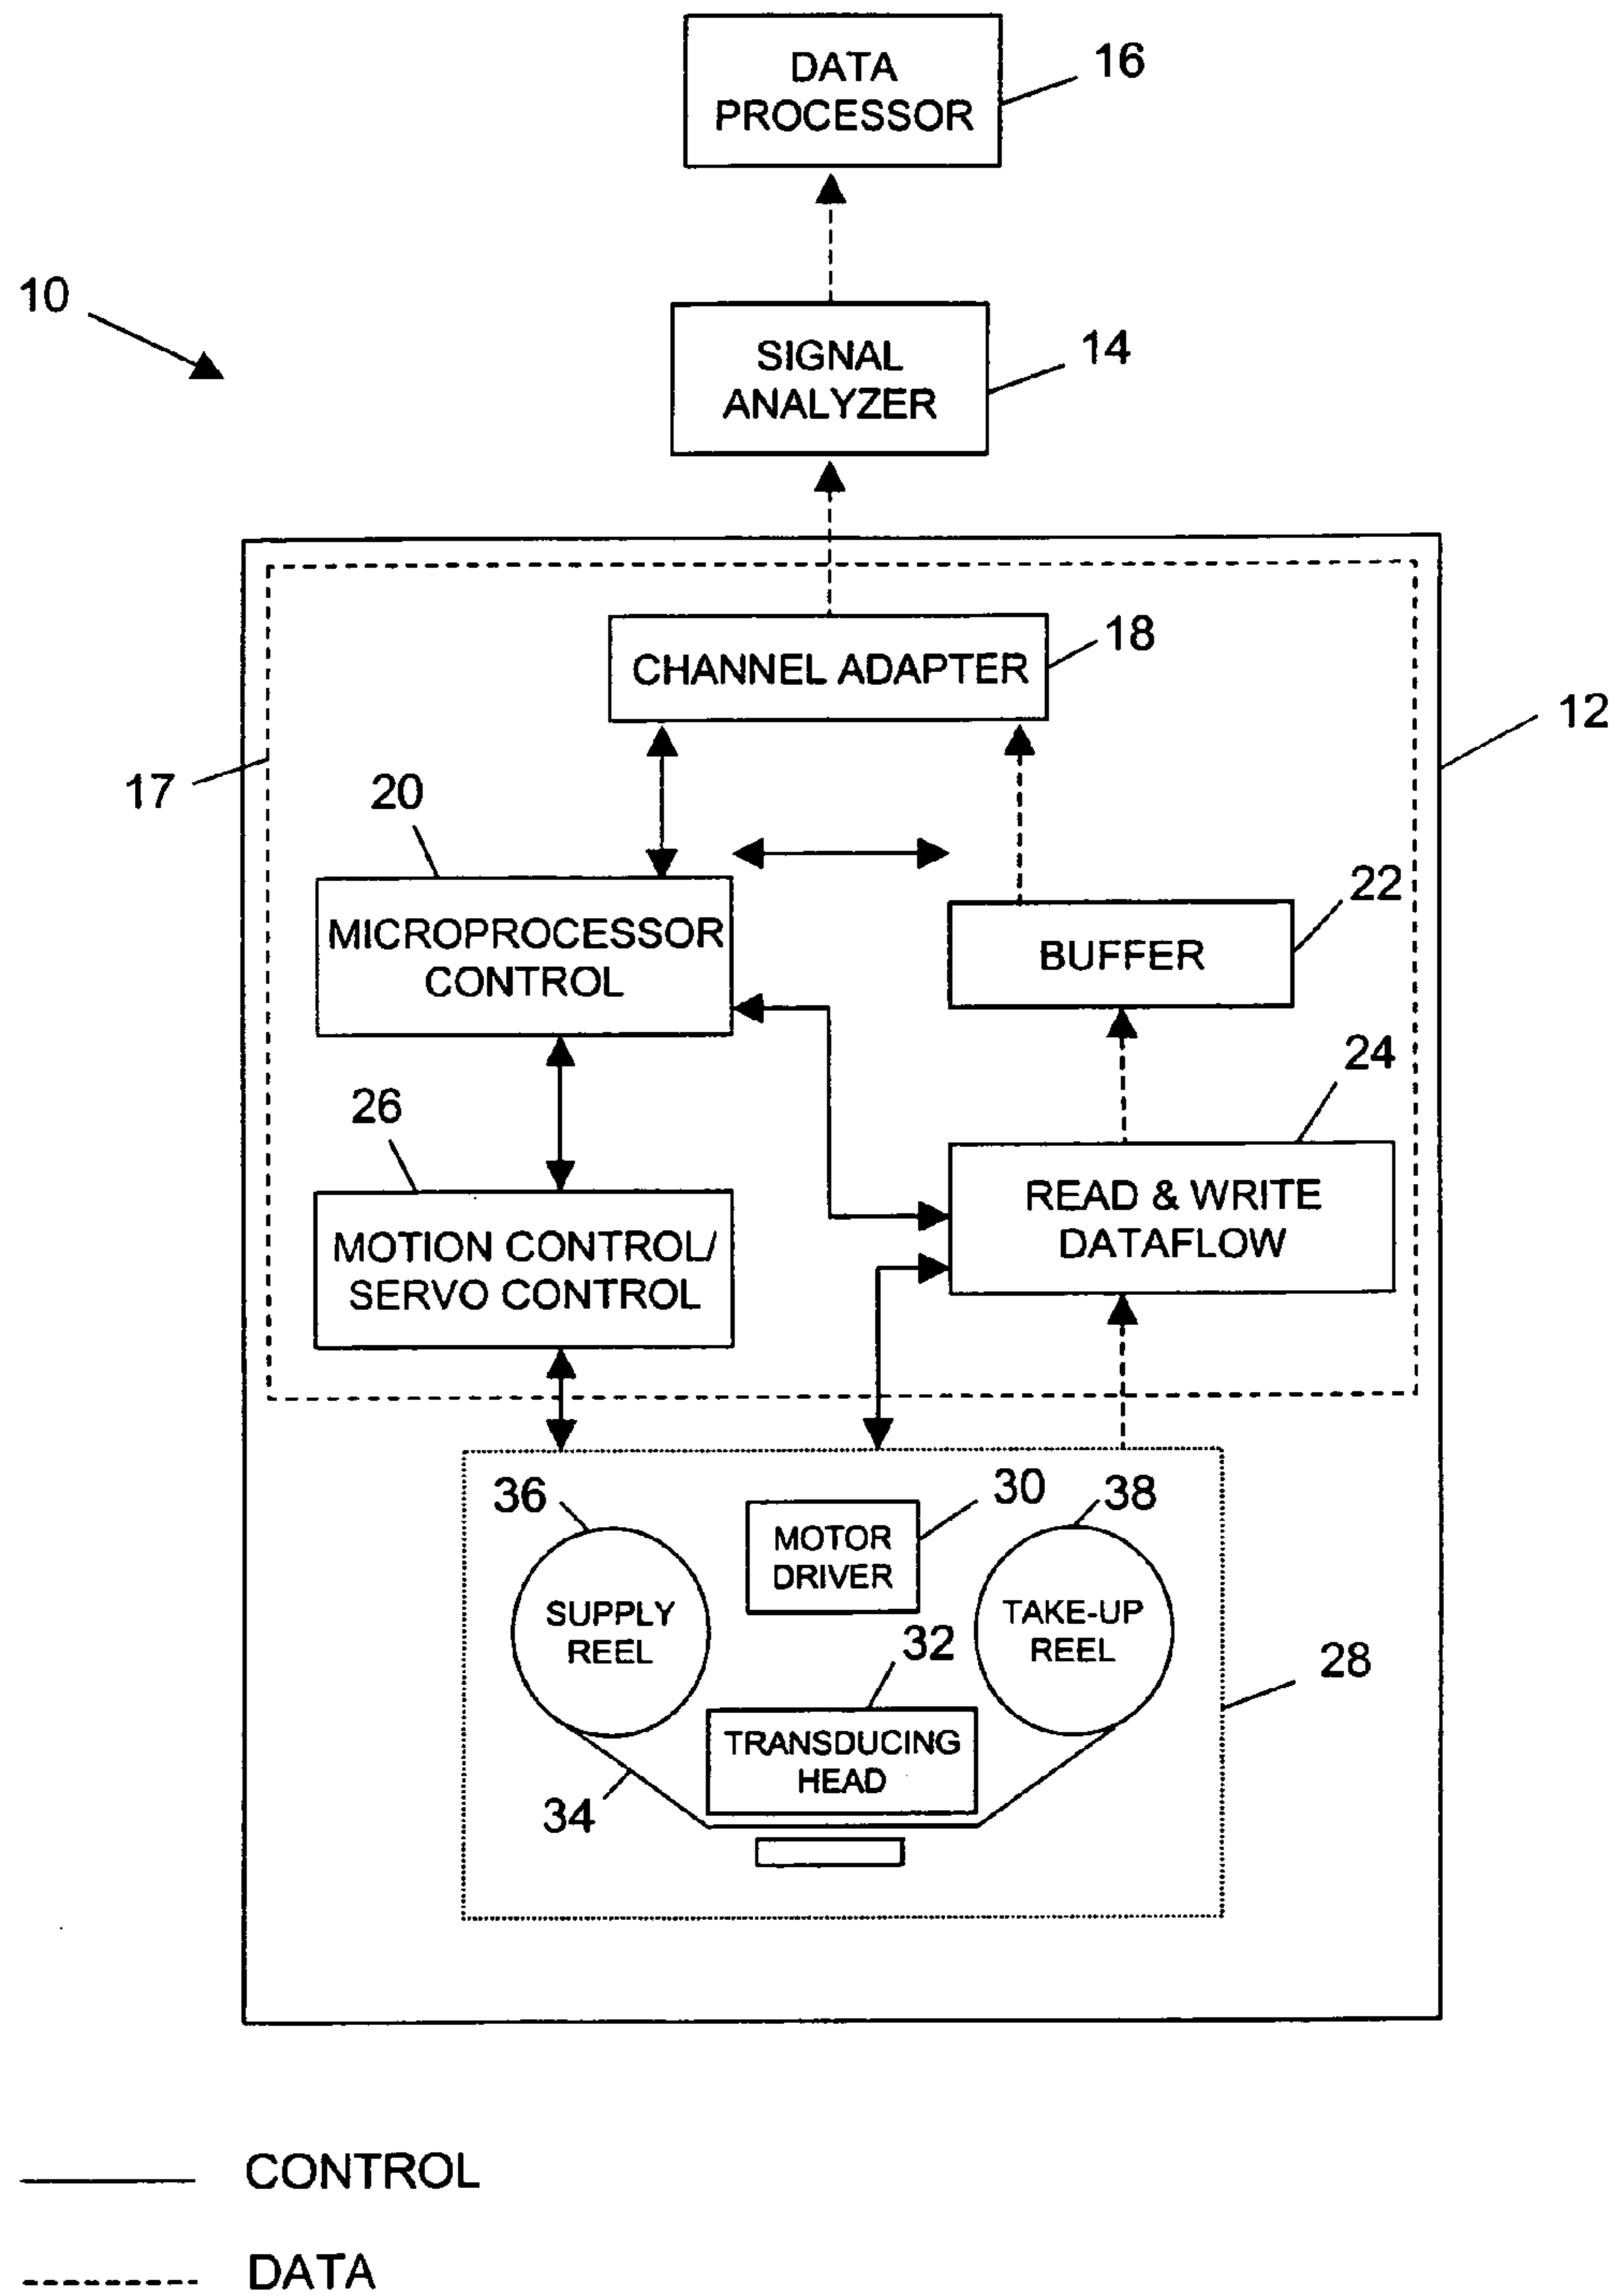 DATA
PROCESSOR
16
10
SIGNAL
ANALYZER
14
CHANNEL ADAPTER
18
12
17
20
MICROPROCESSOR
CONTROL
22
BUFFER
24
26
READ & WRITE
DATAFLOW
MOTION CONTROL/
SERVO CONTROL
36
30
38
MOTOR
DRIVER
SUPPLY
REEL
TAKE-UP
REEL
32
28
TRANSDUCING
HEAD
34
CONTROL
DATA